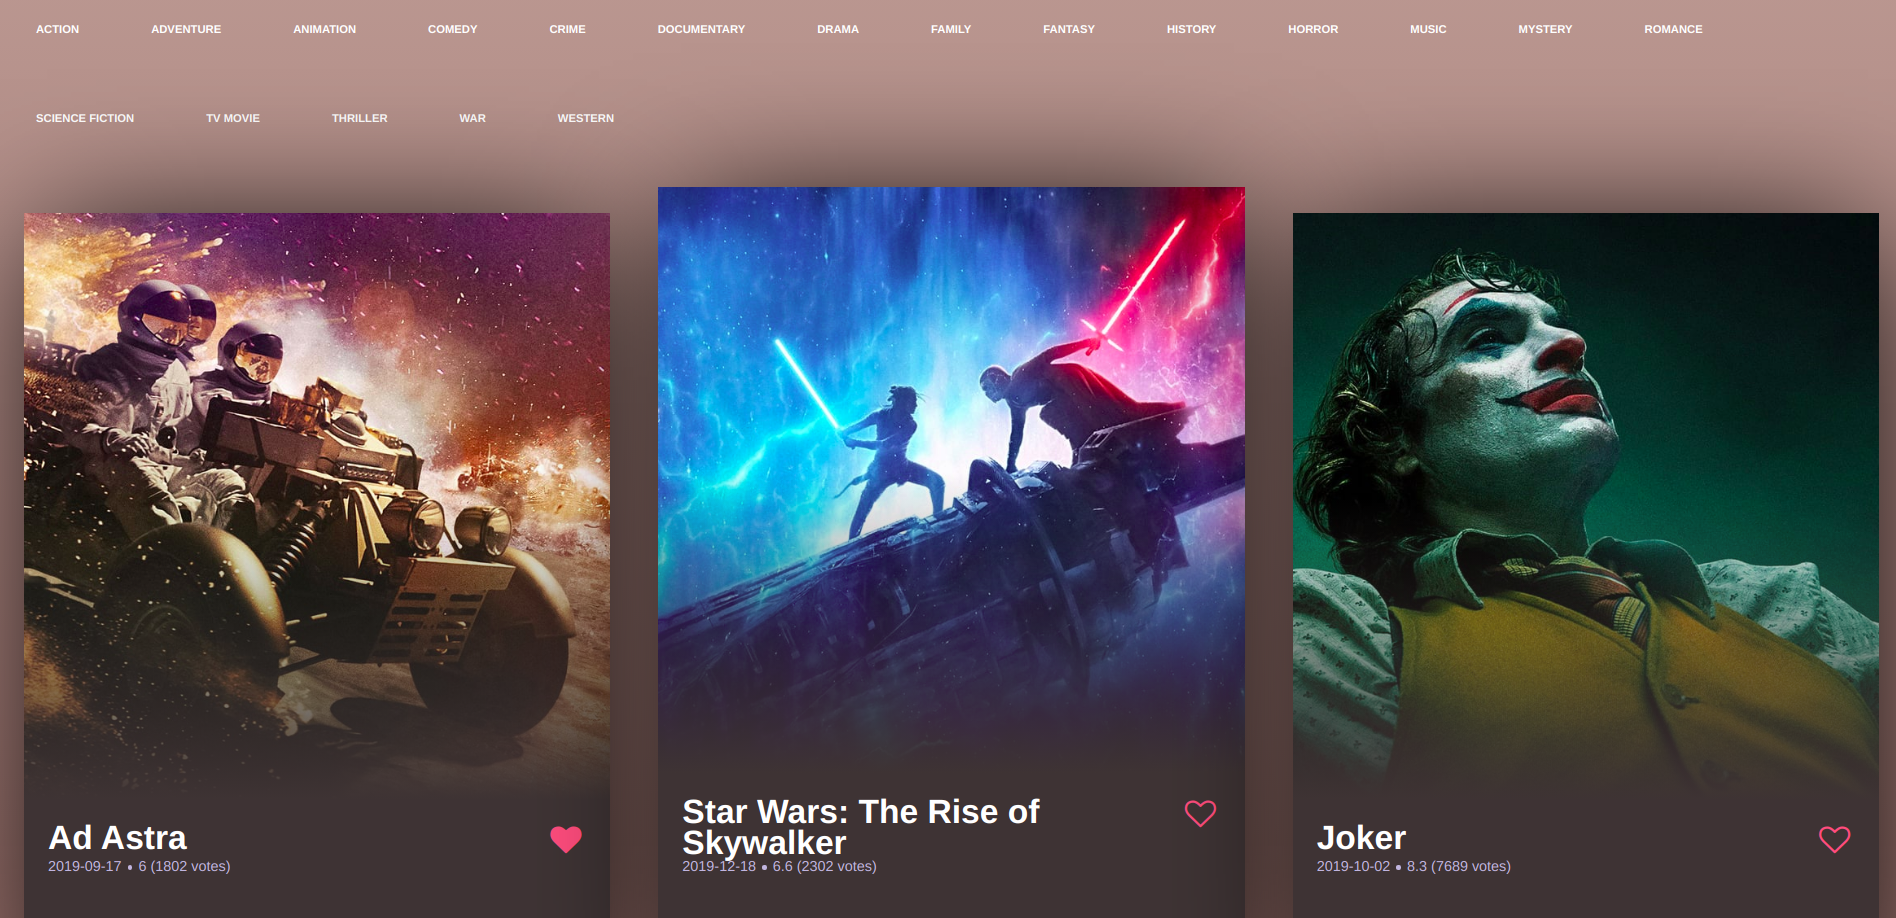 ACTION ADVENTURE ANIMATION COMEDY CRIME DOCUMENTARY DRAMA FAMILY FANTASY HISTORY HORROR MUSIC MYSTERY ROMANCE
SCIENCE FICTION TV MOVIE THRILLER WAR WESTERN
Ad Astra
2019-09-17 • 6 (1802 votes)
Star Wars: The Rise of
Skywalker
2019-12-18 • 6.6 (2302 votes)
Joker
2019-10-02 • 8.3 (7689 votes)